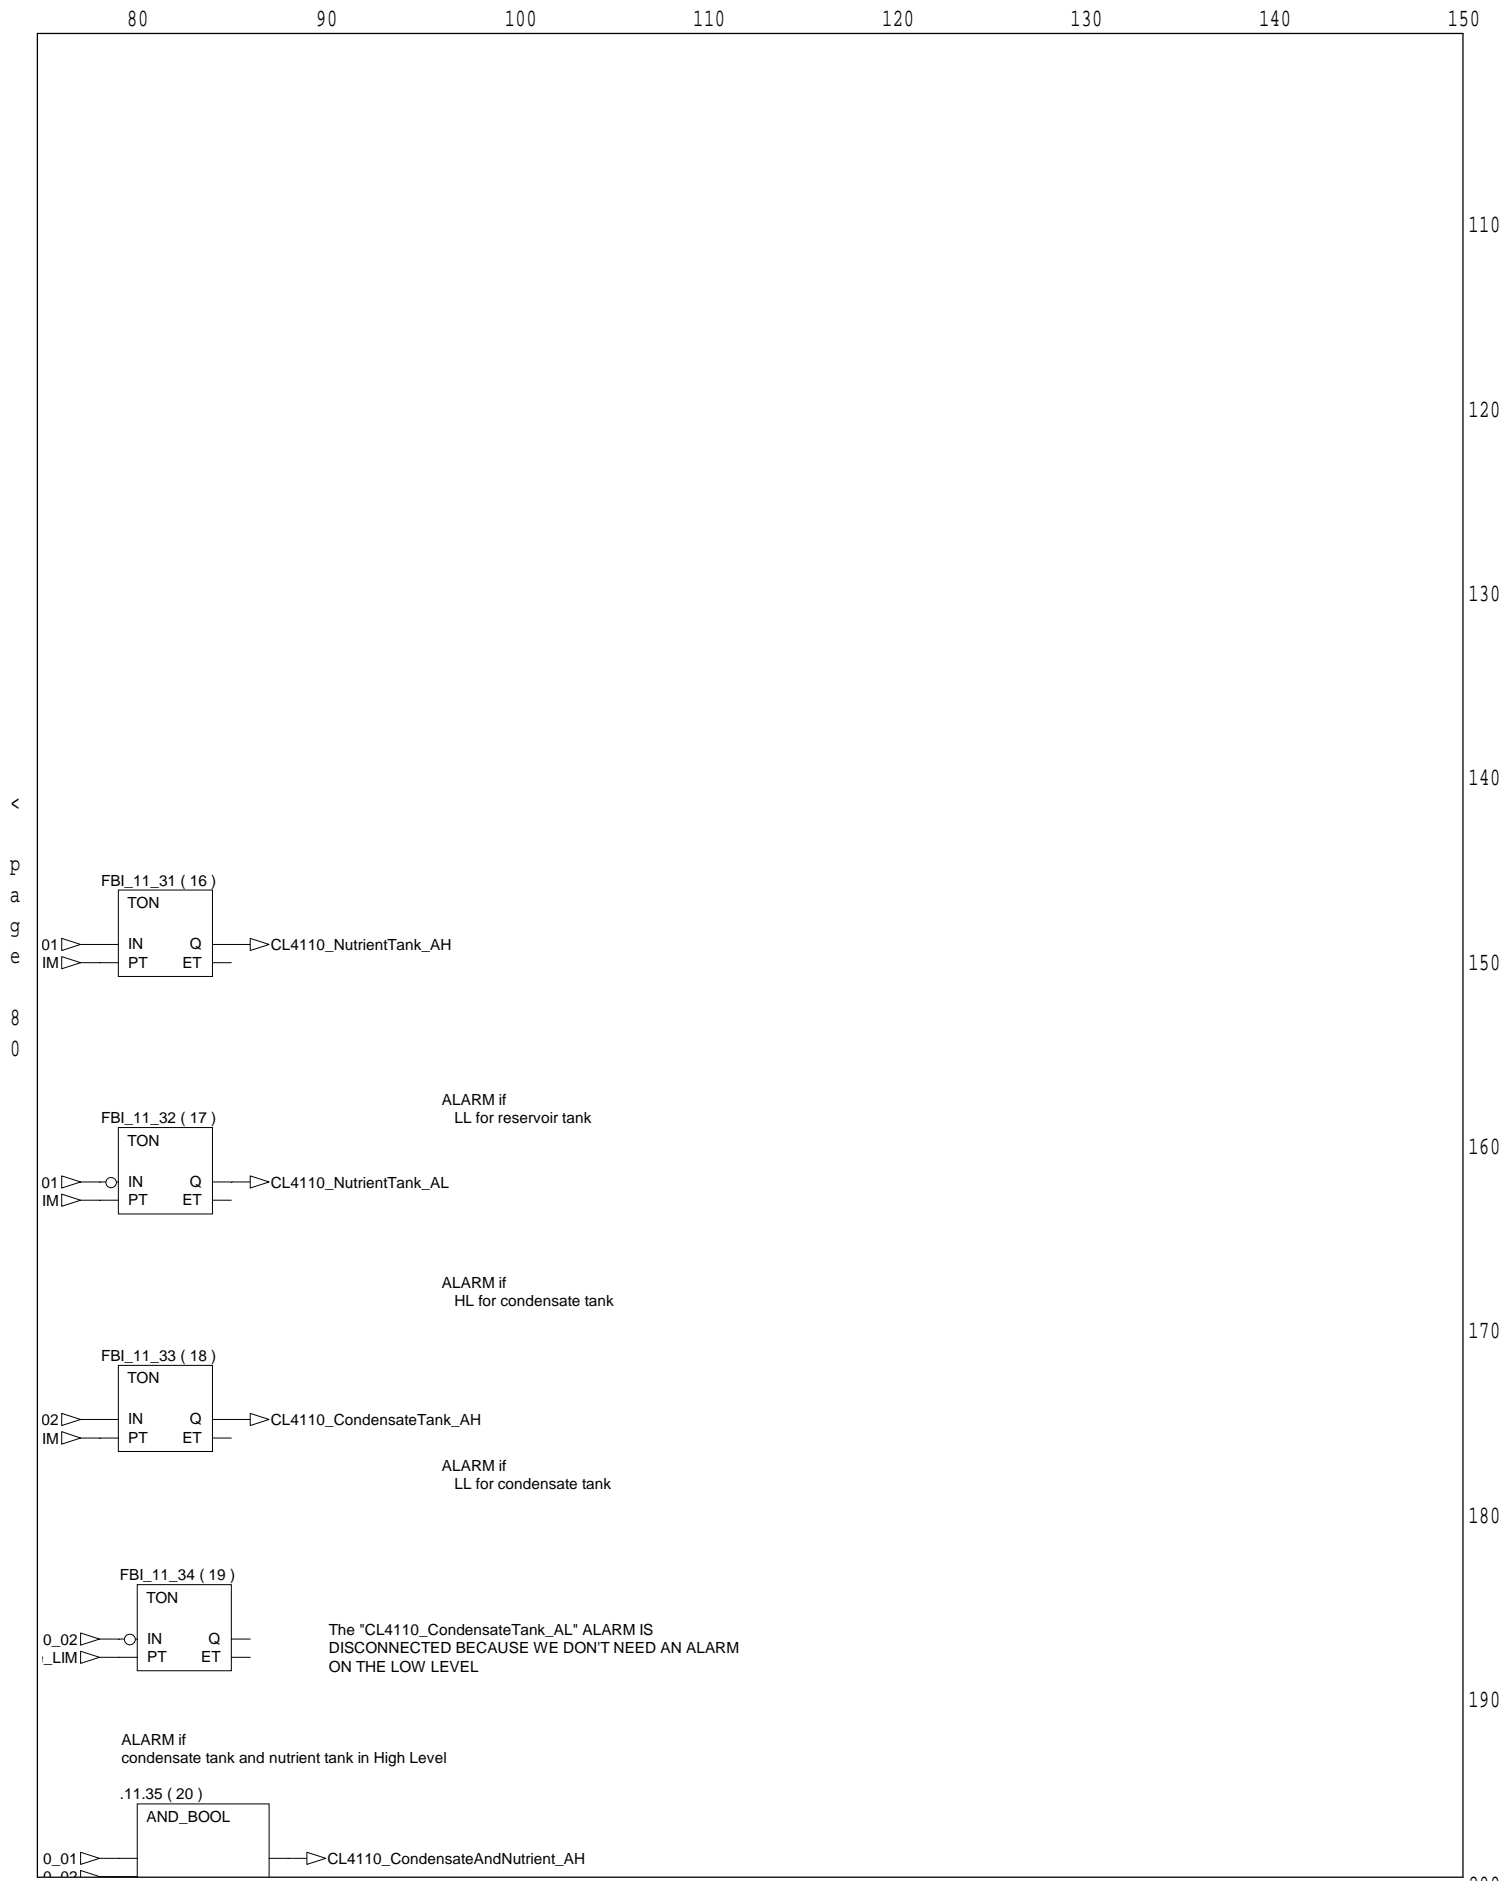 80 90 100 110 120 130 140 150
110
120
130
140
< page 80
FBI_11_31 ( 16 )
TON
01 IN Q CL4110_NutrientTank_AH
IM PT ET
150
ALARM if
LL for reservoir tank
FBI_11_32 ( 17 )
TON
160
01 IN Q CL4110_NutrientTank_AL
IM PT ET
ALARM if
HL for condensate tank
170
FBI_11_33 ( 18 )
TON
02 IN Q CL4110_CondensateTank_AH
IM PT ET
ALARM if
LL for condensate tank
180
FBI_11_34 ( 19 )
TON
0_02 IN Q
_LIM PT ET
The "CL4110_CondensateTank_AL" ALARM IS
DISCONNECTED BECAUSE WE DON'T NEED AN ALARM
ON THE LOW LEVEL
190
ALARM if
condensate tank and nutrient tank in High Level
.11.35 ( 20 )
AND_BOOL
0_01 CL4110_CondensateAndNutrient_AH